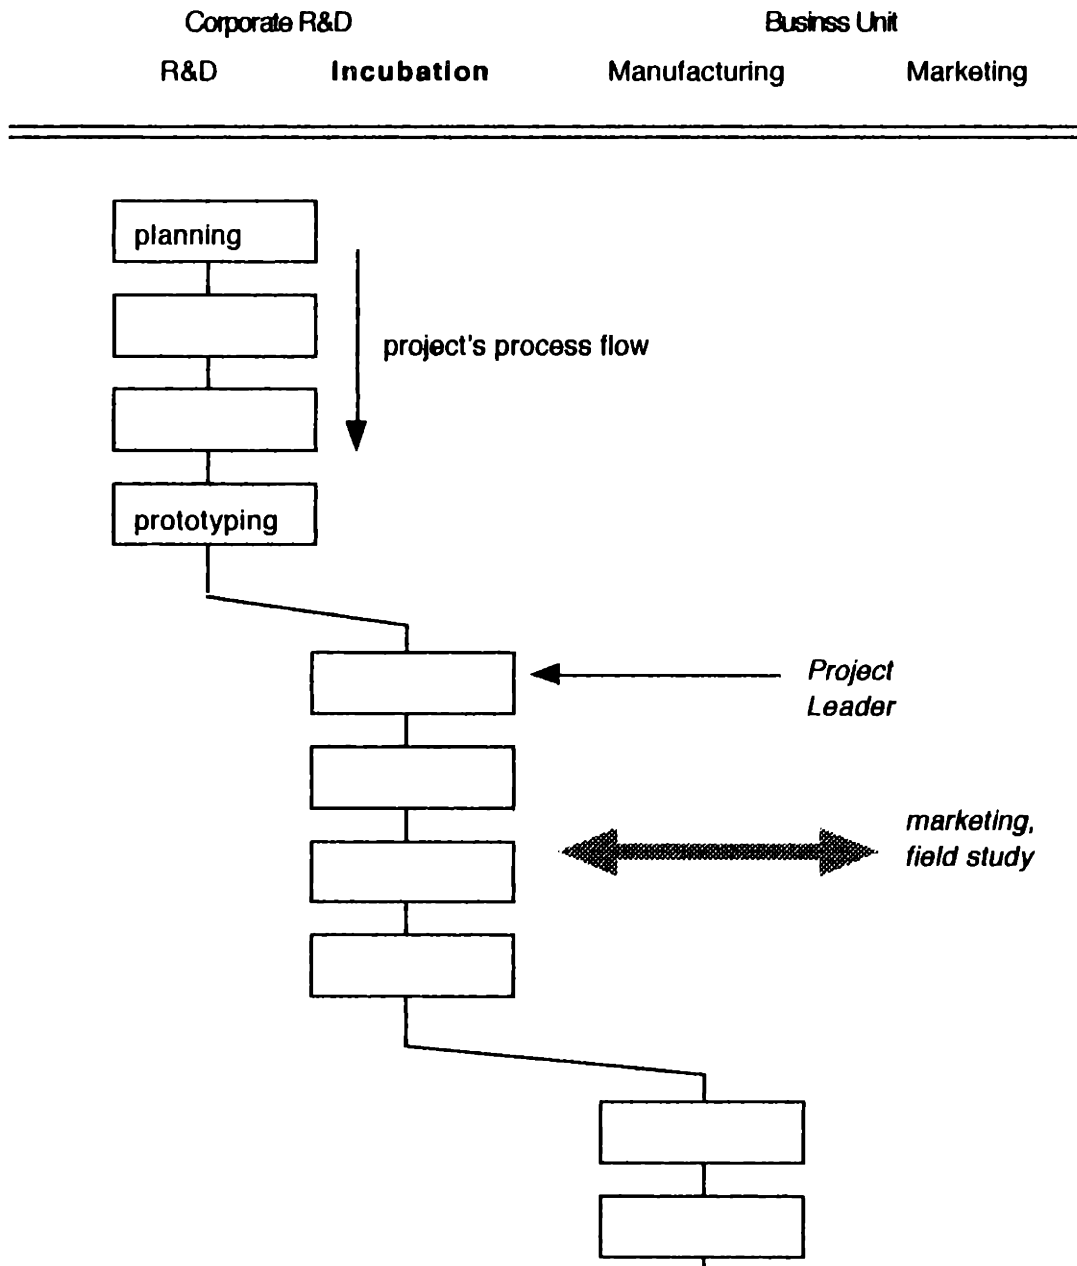 Corporate R&D Businss Unit
R&D Incubation Manufacturing Marketing
planning
project's process flow
prototyping
Project
Leader
marketing,
field study